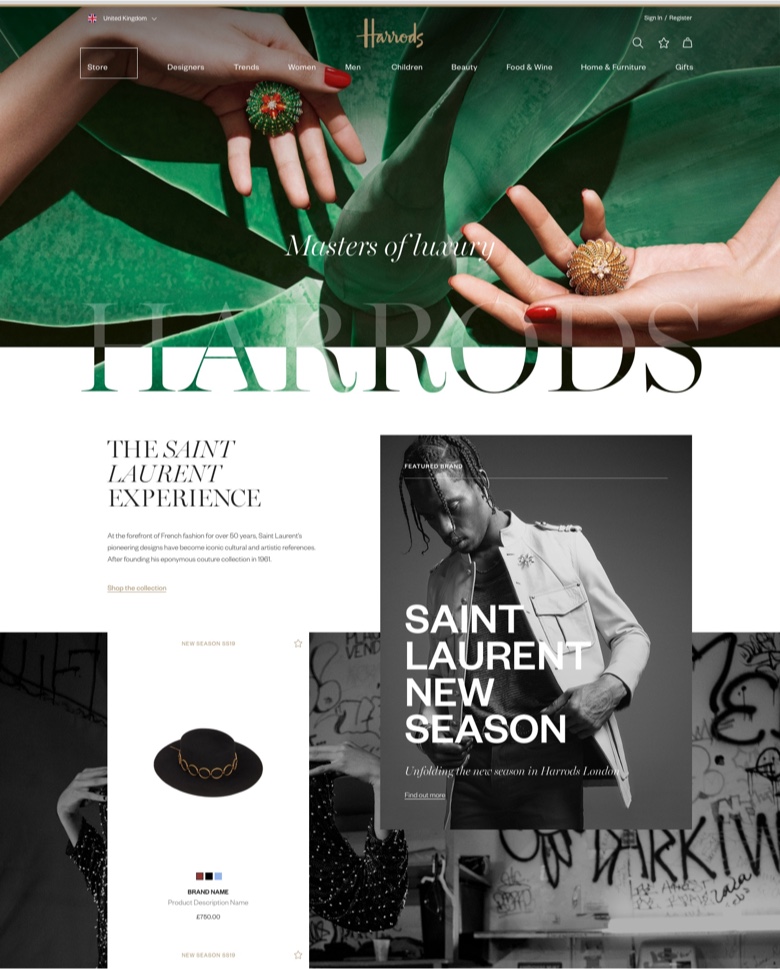 United Kingdom
Harrods
Sign In / Register
Store
Designers
Trends
Women
Men
Children
Beauty
Food & Wine
Home & Furniture
Gifts
Masters of luxury
HARRODS
THE SAINT
LAURENT
EXPERIENCE
At the forefront of French fashion for over 50 years, Saint Laurent's
pioneering designs have become iconic cultural and artistic references.
After founding his eponymous couture collection in 1961.
Shop the collection
FEATURED BRAND
SAINT
LAURENT
NEW
SEASON
Unfolding the new season in Harrods London
Find out more
NEW SEASON SS19
BRAND NAME
Product Description Name
£750.00
NEW SEASON SS19